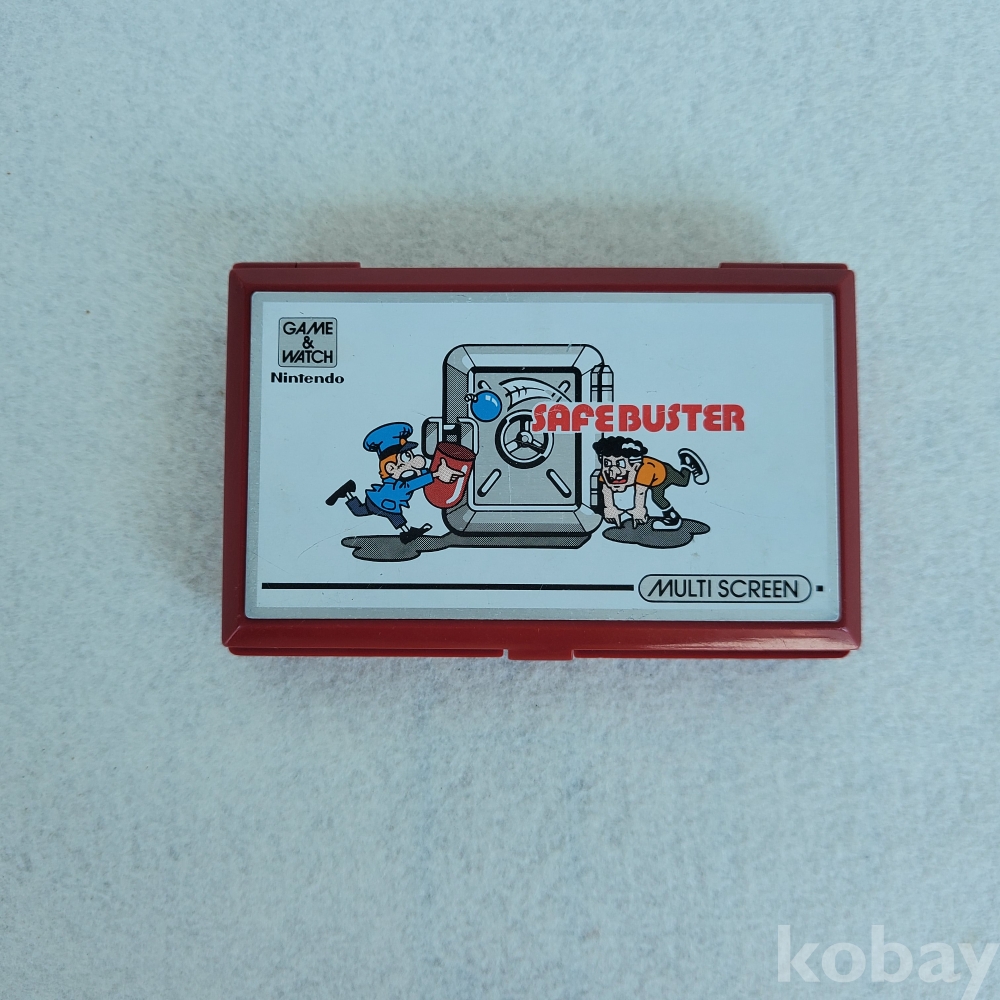 GAME
&
WATCH
Nintendo
SAFEBUSTER
MULTI SCREEN
kobay